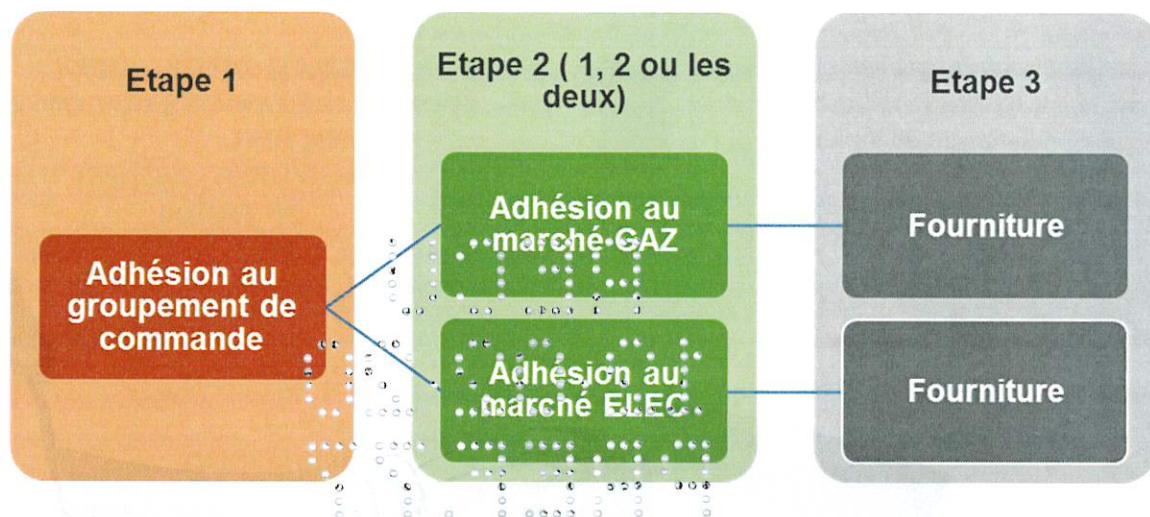 Etape 1
Adhésion au
groupement de
commande
Etape 2 ( 1, 2 ou les
deux)
Adhésion au
marché GAZ
Adhésion au
marché ELEC
Etape 3
Fourniture
Fourniture